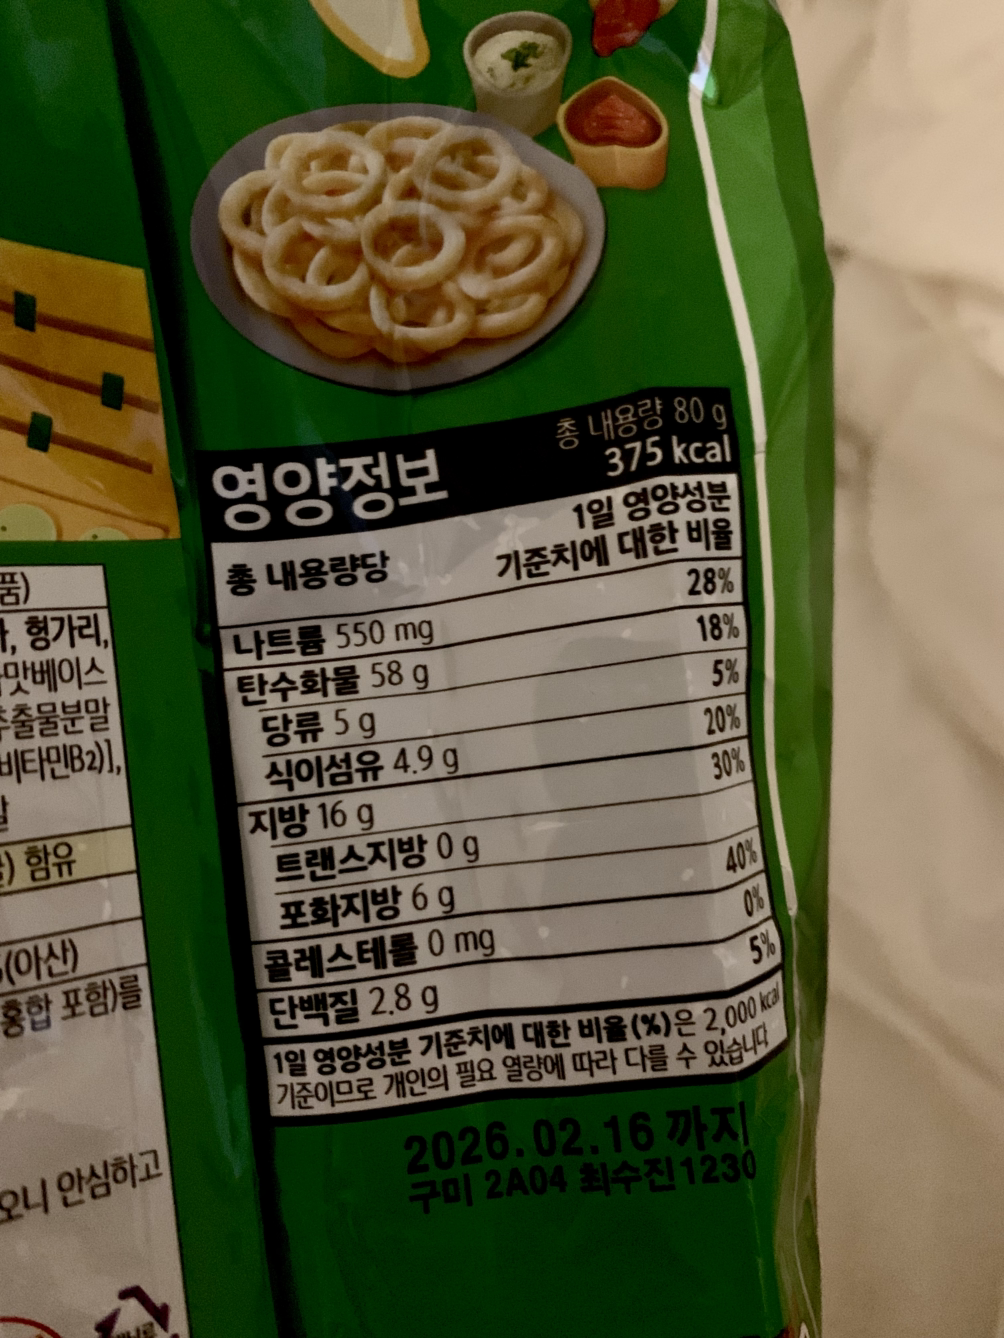 총 내용량 80 g
375 kcal
영양정보
총 내용량당
1일 영양성분
기준치에 대한 비율
나트륨 550 mg 28%
탄수화물 58 g 18%
당류 5 g 5%
식이섬유 4.9 g 20%
지방 16 g 30%
트랜스지방 0 g
포화지방 6 g 40%
콜레스테롤 0 mg 0%
단백질 2.8 g 5%
1일 영양성분 기준치에 대한 비율(%)은 2,000 kcal
기준이므로 개인의 필요 열량에 따라 다를 수 있습니다
2026.02.16 까지
구미 2A04 최수진1230
품)
헝가리,
맛베이스
출물분말
비타민B2)],
함유
(아산)
홍합 포함)를
오니 안심하고